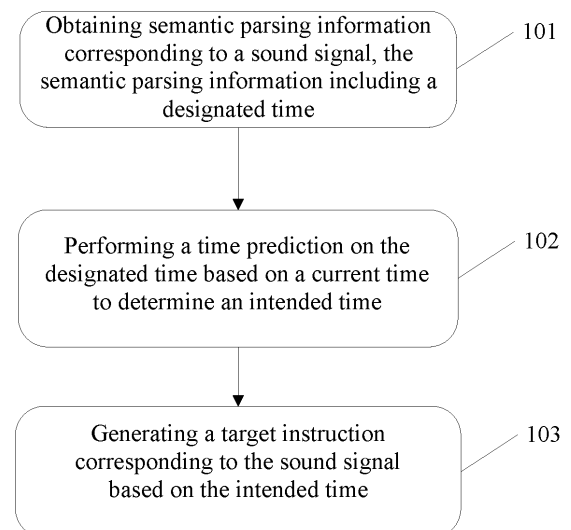 Obtaining semantic parsing information
corresponding to a sound signal, the
semantic parsing information including a
designated time
101
Performing a time prediction on the
designated time based on a current time
to determine an intended time
102
Generating a target instruction
corresponding to the sound signal
based on the intended time
103